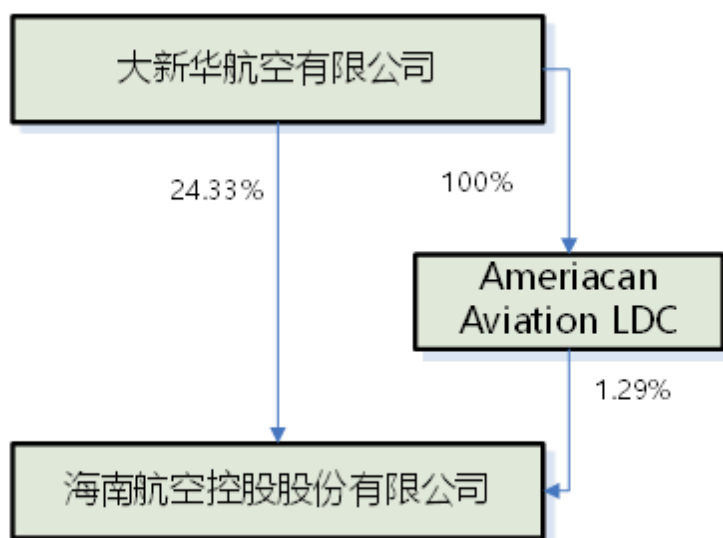 大新华航空有限公司
24.33%
100%
Ameriacan
Aviation LDC
1.29%
海南航空控股股份有限公司